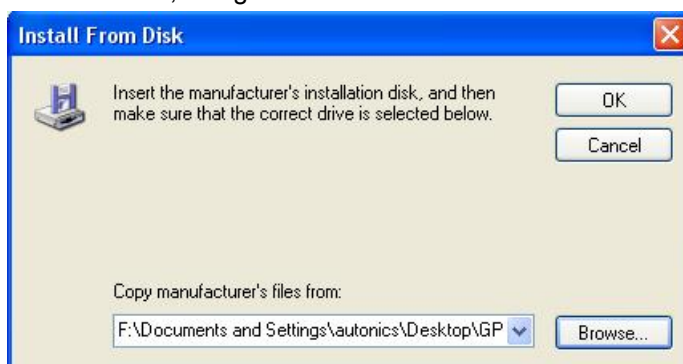 Install From Disk
Insert the manufacturer's installation disk, and then
make sure that the correct drive is selected below.
OK
Cancel
Copy manufacturer's files from:
F:\Documents and Settings\autonics\Desktop\GP
Browse...